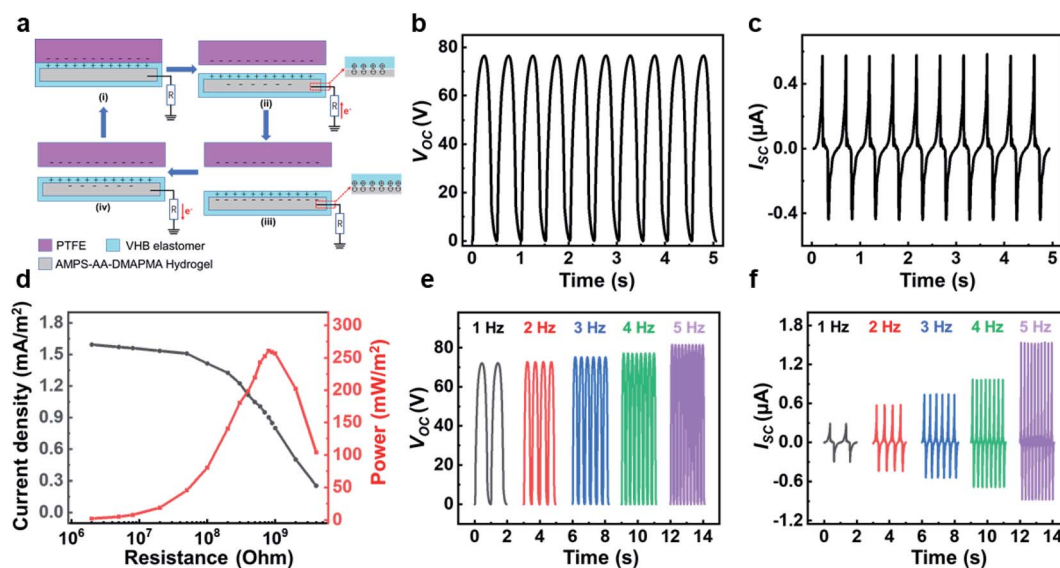 a
(i)
R
(ii)
R
e⁻
(iv)
R
e⁻
(iii)
R
PTFE
VHB elastomer
AMPS-AA-DMAPMA Hydrogel
b
V_OC (V)
80
60
40
20
0
0 1 2 3 4 5
Time (s)
c
I_SC (µA)
0.4
0.0
-0.4
0 1 2 3 4 5
Time (s)
d
Current density (mA/m²)
1.8
1.5
1.2
0.9
0.6
0.3
0.0
10⁶ 10⁷ 10⁸ 10⁹
Resistance (Ohm)
300
250
200
150
100
50
0
Power (mW/m²)
e
1 Hz 2 Hz 3 Hz 4 Hz 5 Hz
V_OC (V)
80
60
40
20
0
0 2 4 6 8 10 12 14
Time (s)
f
1 Hz 2 Hz 3 Hz 4 Hz 5 Hz
I_SC (µA)
1.8
1.2
0.6
0.0
-0.6
-1.2
0 2 4 6 8 10 12 14
Time (s)